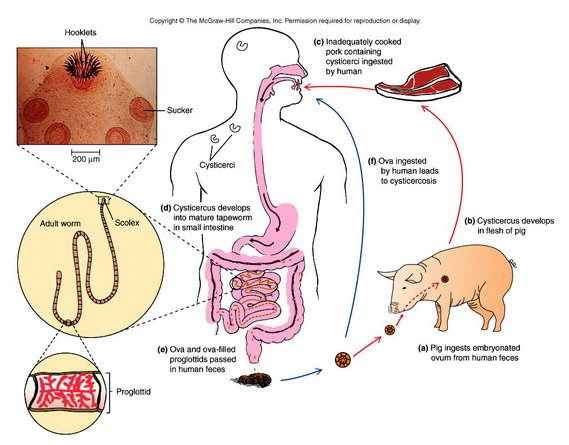 Copyright © The McGraw-Hill Companies, Inc. Permission required for reproduction or display.
Hooklets
Sucker
200 μm
Cysticerci
(c) Inadequately cooked
pork containing
cysticerci ingested
by human
(f) Ova ingested
by human leads
to cysticercosis
(d) Cysticercus develops
into mature tapeworm
in small intestine
(b) Cysticercus develops
in flesh of pig
Adult worm
Scolex
(e) Ova and ova-filled
proglottids passed
in human feces
(a) Pig ingests embryonated
ovum from human feces
Proglottid